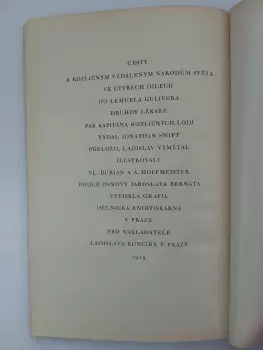 CESTY
K ROZLIČNÝM VZDÁLENÝM NÁRODŮM SVĚTA
VE ČTYŘECH DÍLECH
OD LEMUELA GULIVERA
DRUHDY LÉKAŘE
PAK KAPITÁNA ROZLIČNÝCH LODÍ
VYDAL JONATHAN SWIFT
PŘELOŽIL LADISLAV VYMĚTAL
ILUSTROVALI
VL. BURIAN A A. HOFFMEISTER
PODLE OSNOVY JAROSLAVA BERNATA
VYTISKLA GRAFIA
DĚLNICKÁ KNIHTISKÁRNA
V PRAZE
PRO NAKLADATELE
LADISLAVA KUNCÍŘE V PRAZE
1929